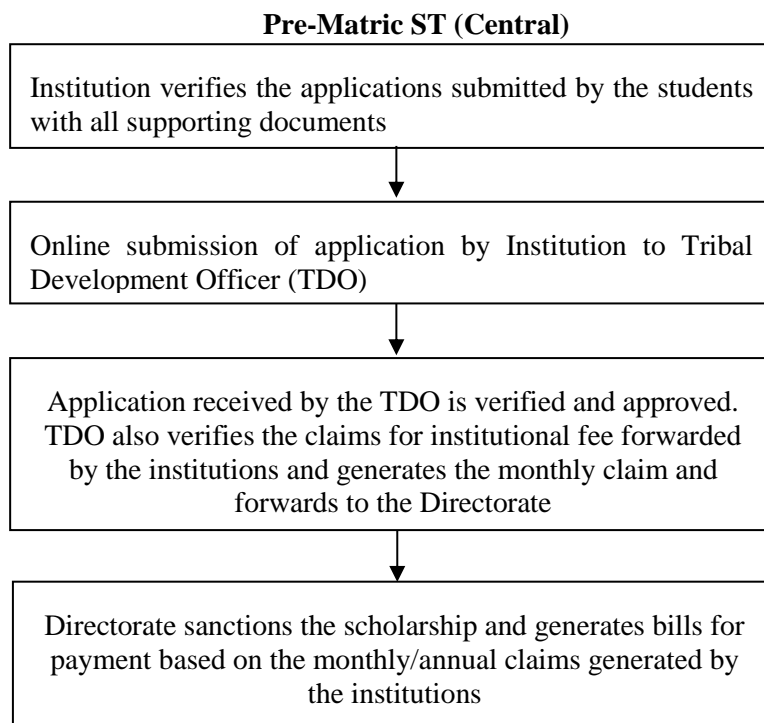 Pre-Matric ST (Central)
Institution verifies the applications submitted by the students
with all supporting documents
Online submission of application by Institution to Tribal
Development Officer (TDO)
Application received by the TDO is verified and approved.
TDO also verifies the claims for institutional fee forwarded
by the institutions and generates the monthly claim and
forwards to the Directorate
Directorate sanctions the scholarship and generates bills for
payment based on the monthly/annual claims generated by
the institutions